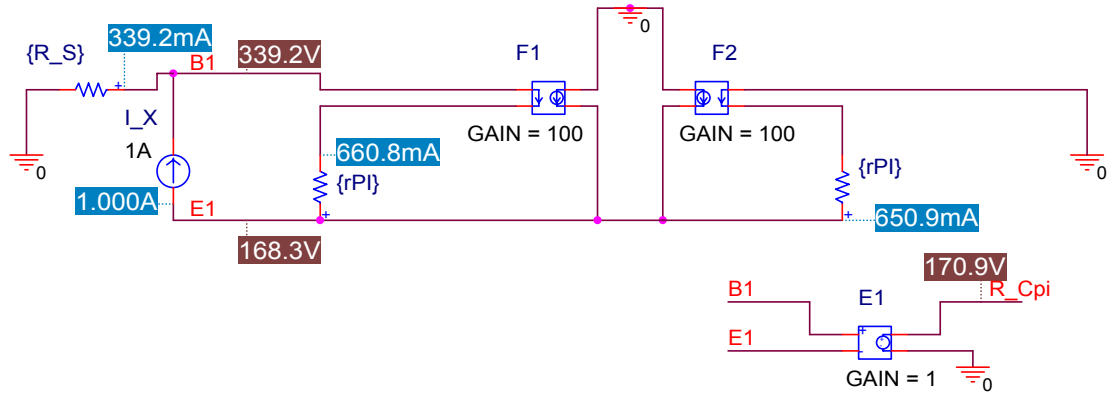 {R_S}
339.2mA
B1
339.2V
F1
0
F2
I_X
1A
GAIN = 100
GAIN = 100
0
0
660.8mA
{rPI}
{rPI}
1.000A
E1
650.9mA
168.3V
170.9V
B1
E1
R_Cpi
E1
GAIN = 1
0